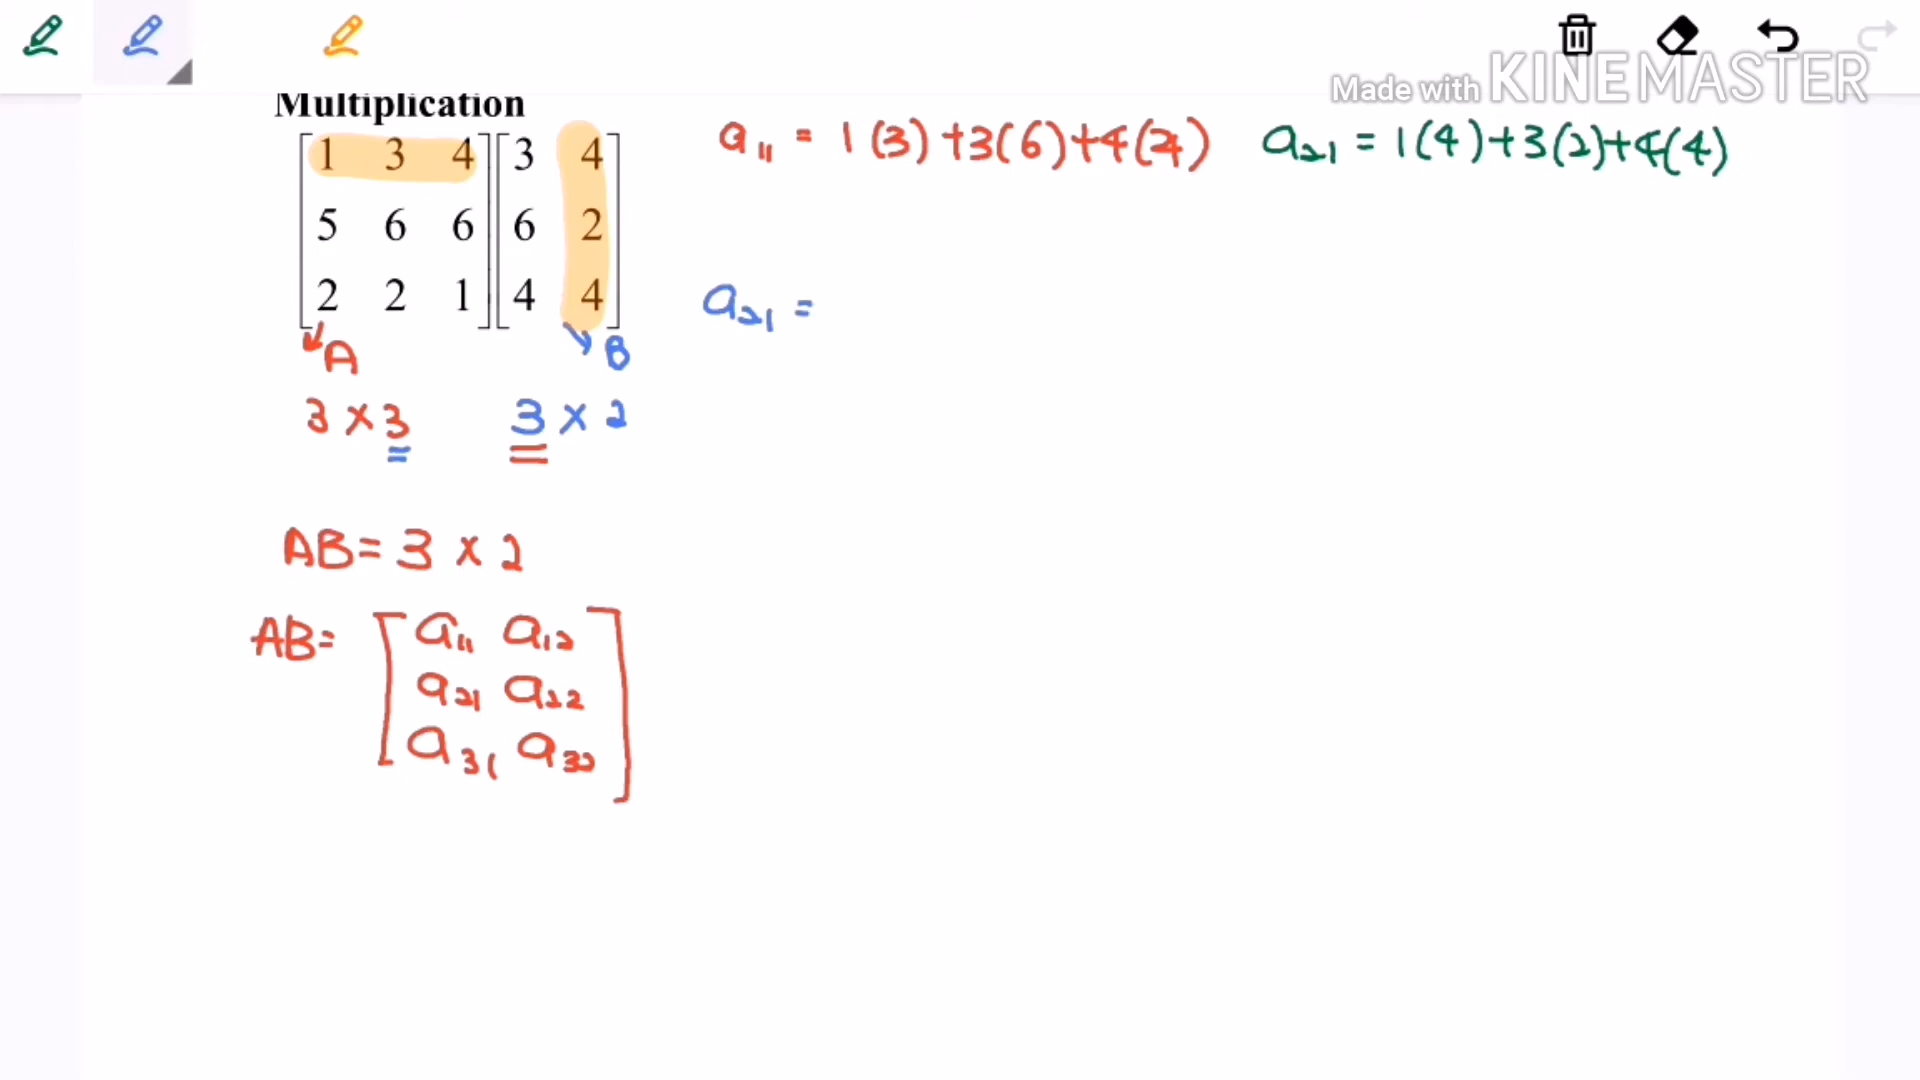 Made with KINEMASTER
Multiplication
[1 3 4] [3 4]
[5 6 6] [6 2]
[2 2 1] [4 4]
A B
3 × 3 3 × 2
AB = 3 × 2
AB = [a11 a12]
[a21 a22]
[a31 a32]
a11 = 1(3)+3(6)+4(4)
a21 = 1(4)+3(2)+4(4)
a21 =